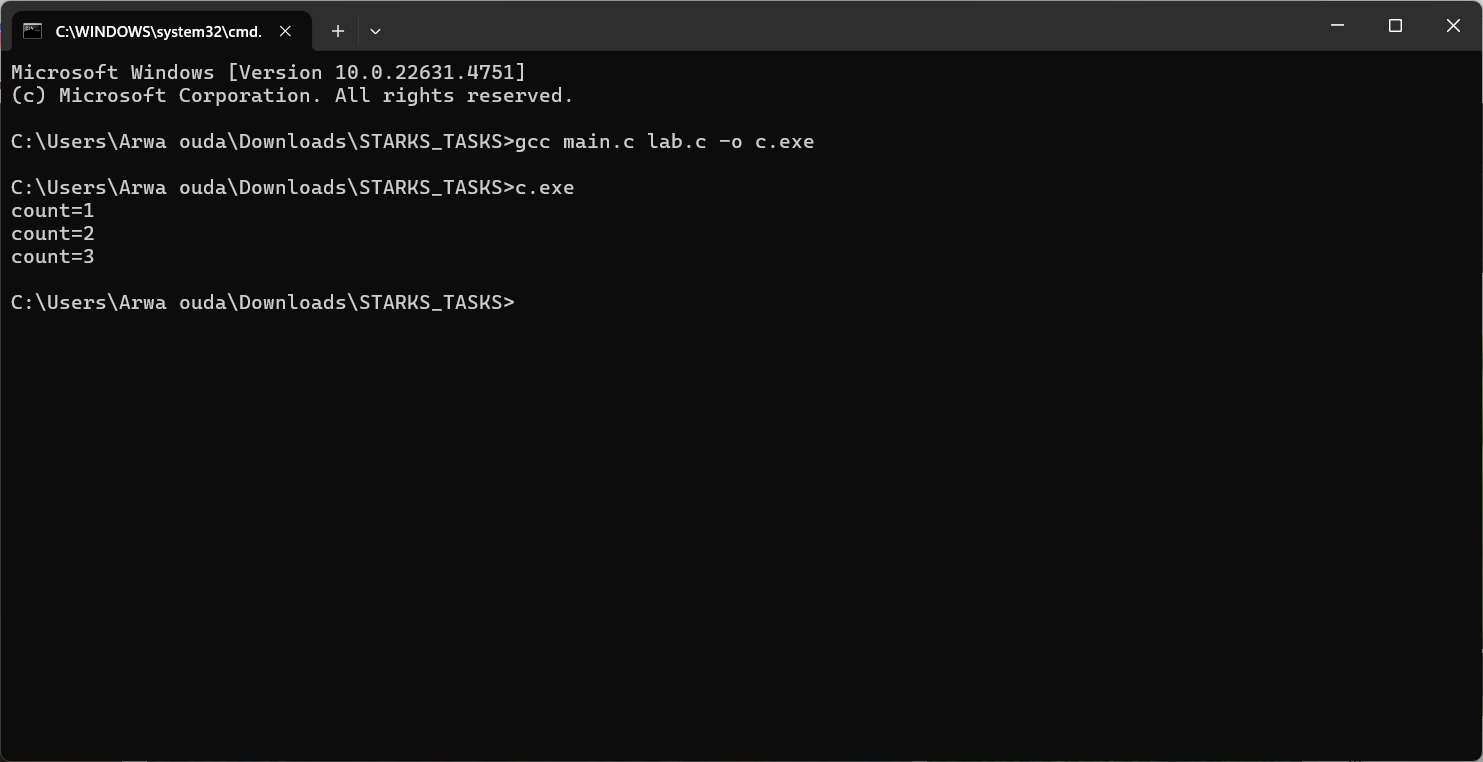 C:\WINDOWS\system32\cmd.
Microsoft Windows [Version 10.0.22631.4751]
(c) Microsoft Corporation. All rights reserved.
C:\Users\Arwa ouda\Downloads\STARKS_TASKS>gcc main.c lab.c -o c.exe
C:\Users\Arwa ouda\Downloads\STARKS_TASKS>c.exe
count=1
count=2
count=3
C:\Users\Arwa ouda\Downloads\STARKS_TASKS>